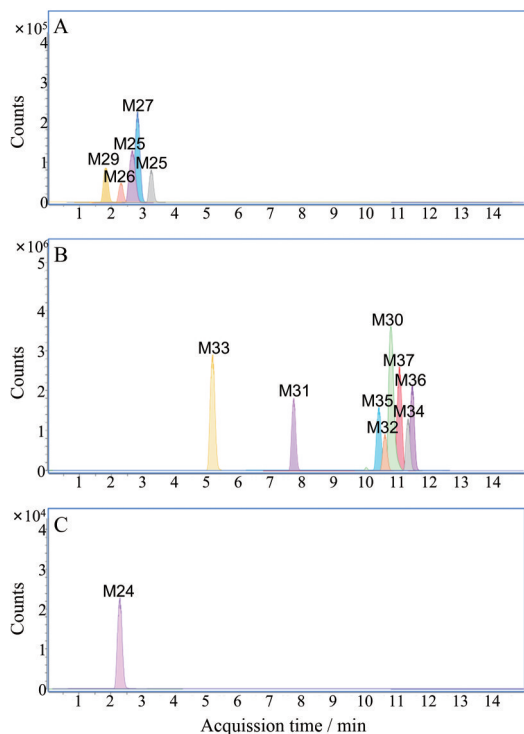 A
×10⁵
4
3
2
1
0
Counts
M29
M26
M25
M27
M25
1 2 3 4 5 6 7 8 9 10 11 12 13 14
B
×10⁶
5
4
3
2
1
0
Counts
M33
M31
M35
M32
M30
M37
M36
M34
1 2 3 4 5 6 7 8 9 10 11 12 13 14
C
×10⁴
4
3
2
1
0
Counts
M24
1 2 3 4 5 6 7 8 9 10 11 12 13 14
Acquission time / min